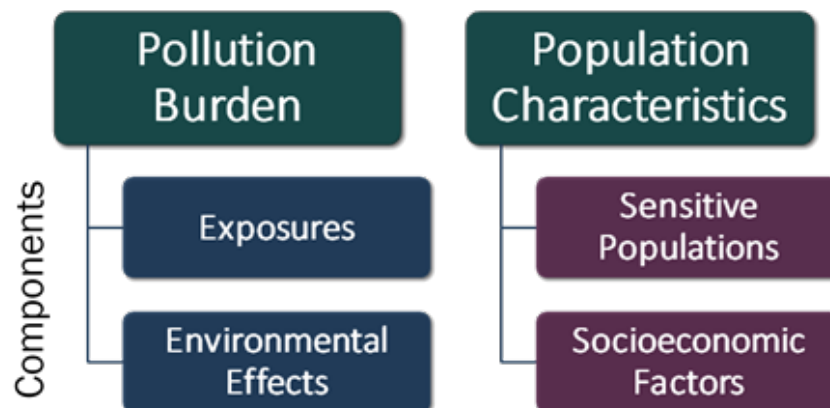 Pollution
Burden
Population
Characteristics
Components
Exposures
Sensitive
Populations
Environmental
Effects
Socioeconomic
Factors